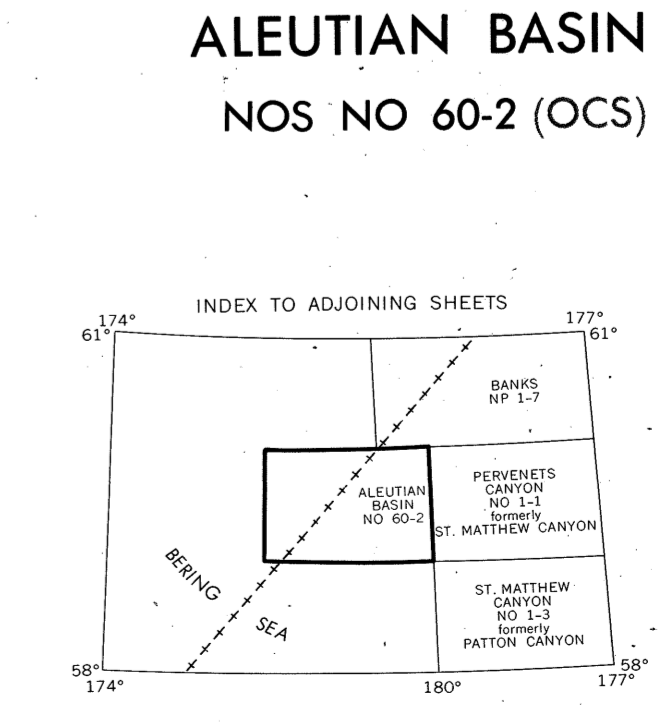 ALEUTIAN BASIN
NOS NO 60-2 (OCS)
INDEX TO ADJOINING SHEETS
174°
177°
61°
61°
BANKS
NP 1-7
ALEUTIAN
BASIN
NO 60-2
PERVENETS
CANYON
NO 1-1
formerly
ST. MATTHEW CANYON
BERING
SEA
ST. MATTHEW
CANYON
NO 1-3
formerly
PATTON CANYON
58°
58°
174°
180°
177°